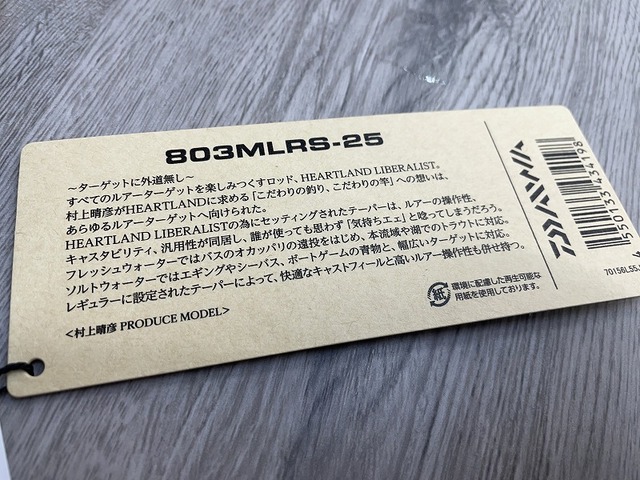 803MLRS-25
～ターゲットに外道無し～
すべてのルアーターゲットを楽しみつくすロッド、HEARTLAND LIBERALIST。
村上晴彦がHEARTLANDに求める「こだわりの釣り、こだわりの竿」への想いは、
あらゆるルアーターゲットへ向けられた。
HEARTLAND LIBERALISTの為にセッティングされたテーパーは、ルアーの操作性、
キャスタビリティ、汎用性が同居し、誰が使っても思わず「気持ちエエ」と唸ってしまうだろう。
フレッシュウォーターではバスのオカッパリの遠投をはじめ、本流域や湖でのトラウトに対応。
ソルトウォーターではエギングやシーバス、ボートゲームの青物と、幅広いターゲットに対応。
レギュラーに設定されたテーパーによって、快適なキャストフィールと高いルアー操作性も併せ持つ。
<村上晴彦 PRODUCE MODEL>
紙
環境に配慮した再生可能な
用紙を使用しております。
DAIWA